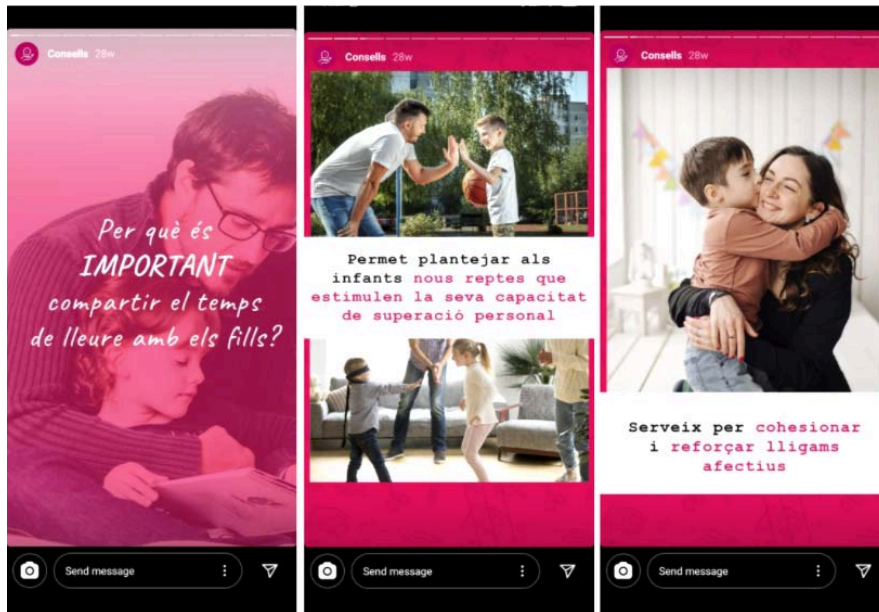 Consells 28w
Per què és
IMPORTANT
compartir el temps
de lleure amb els fills?
Send message
Consells 28w
Permet plantejar als
infants nous reptes que
estimulen la seva capacitat
de superació personal
Send message
Consells 28w
Serveix per cohesionar
i reforçar lligams
afectius
Send message